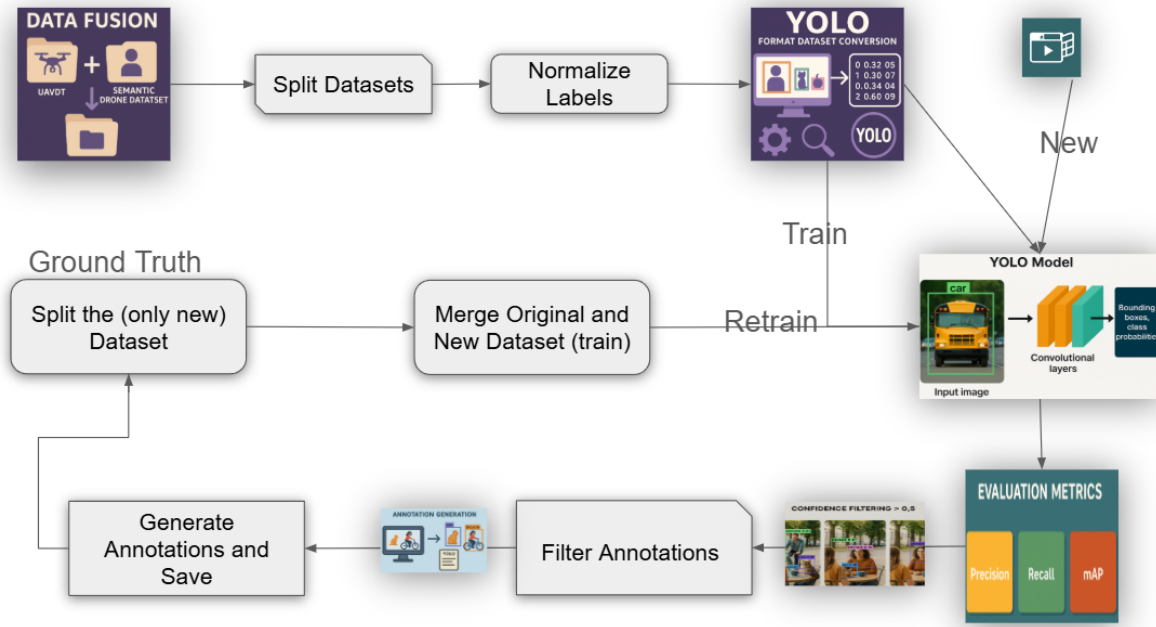 DATA FUSION
UAVDT
+
SEMANTIC
DRONE DATATSET
Split Datasets
Normalize
Labels
YOLO
FORMAT DATASET CONVERSION
0 0.32 05
1 0.30 07
0.0.34 04
2 0.60 09
YOLO
New
Train
Ground Truth
Split the (only new)
Dataset
Merge Original and
New Dataset (train)
Retrain
YOLO Model
car
Input image
Convolutional
layers
Bounding
boxes,
class
probabilitie
EVALUATION METRICS
Precision
Recall
mAP
CONFIDENCE FILTERING > 0,5
Filter Annotations
ANNOTATION GENERATION
Generate
Annotations and
Save